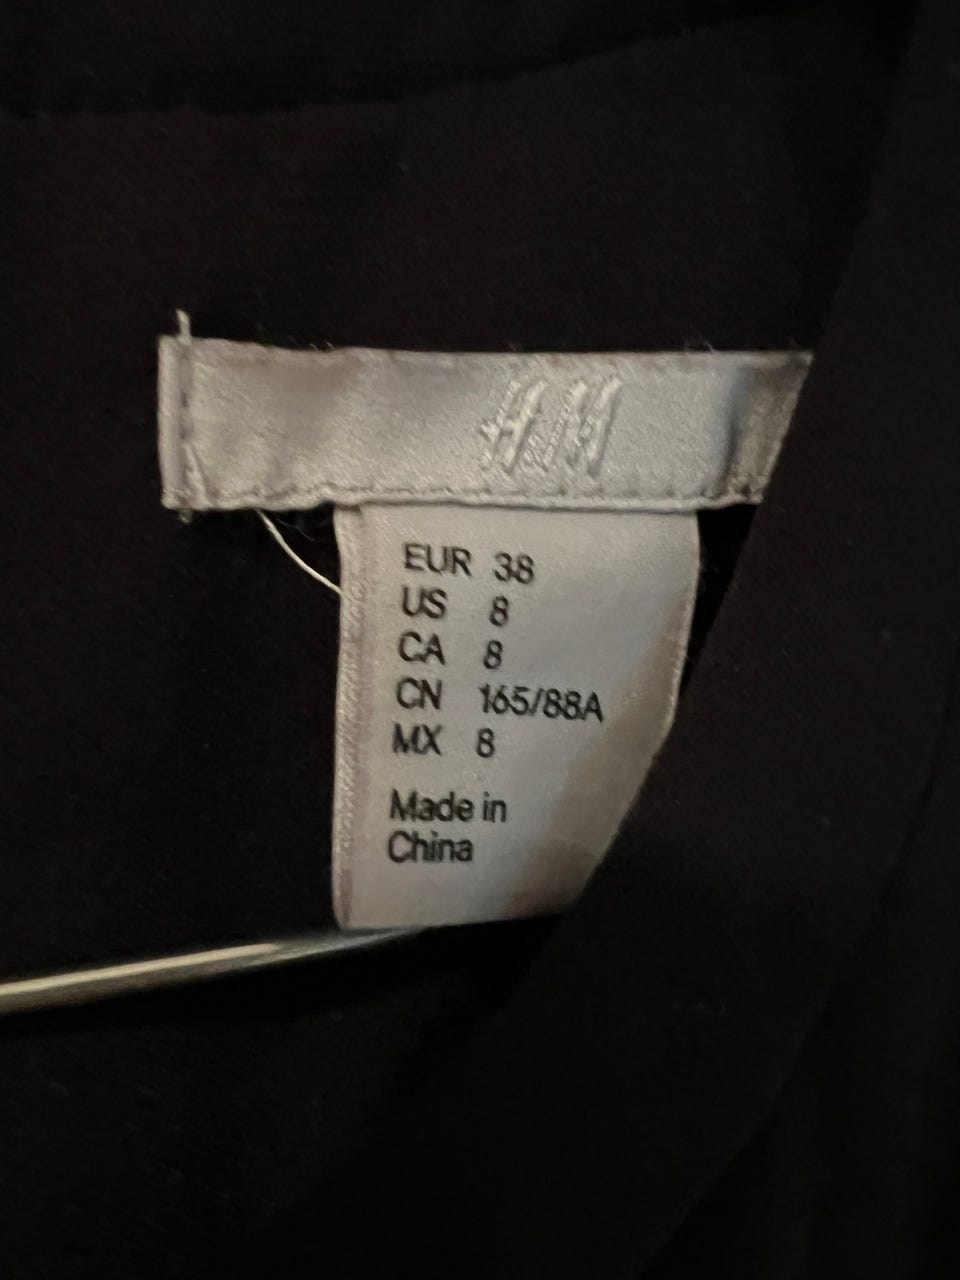 H&M
EUR 38
US 8
CA 8
CN 165/88A
MX 8
Made in
China